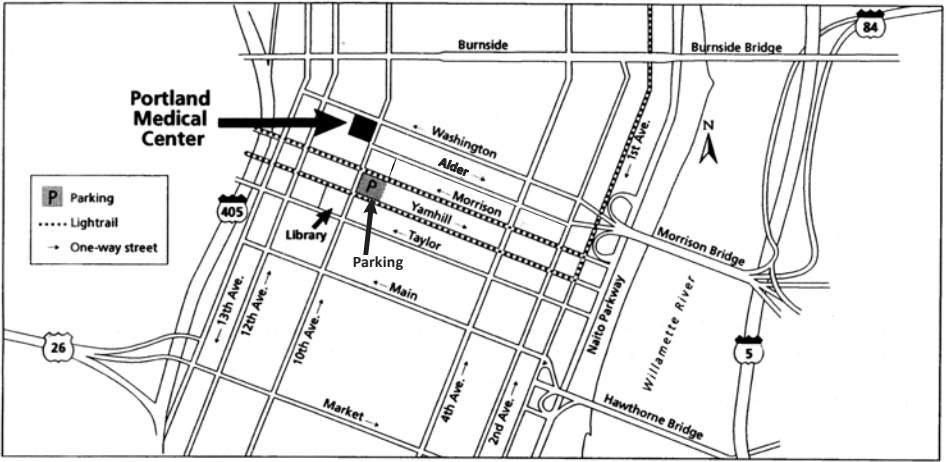 84
Burnside
Burnside Bridge
Portland
Medical
Center
Washington
1st Ave.
N
Alder
P
Parking
Lightrail
One-way street
405
P
Morrison
Yamhill
Library
Taylor
Parking
Morrison Bridge
Main
13th Ave.
12th Ave.
10th Ave.
Naito Parkway
Willamette River
26
5
4th Ave.
2nd Ave.
Market
Hawthorne Bridge